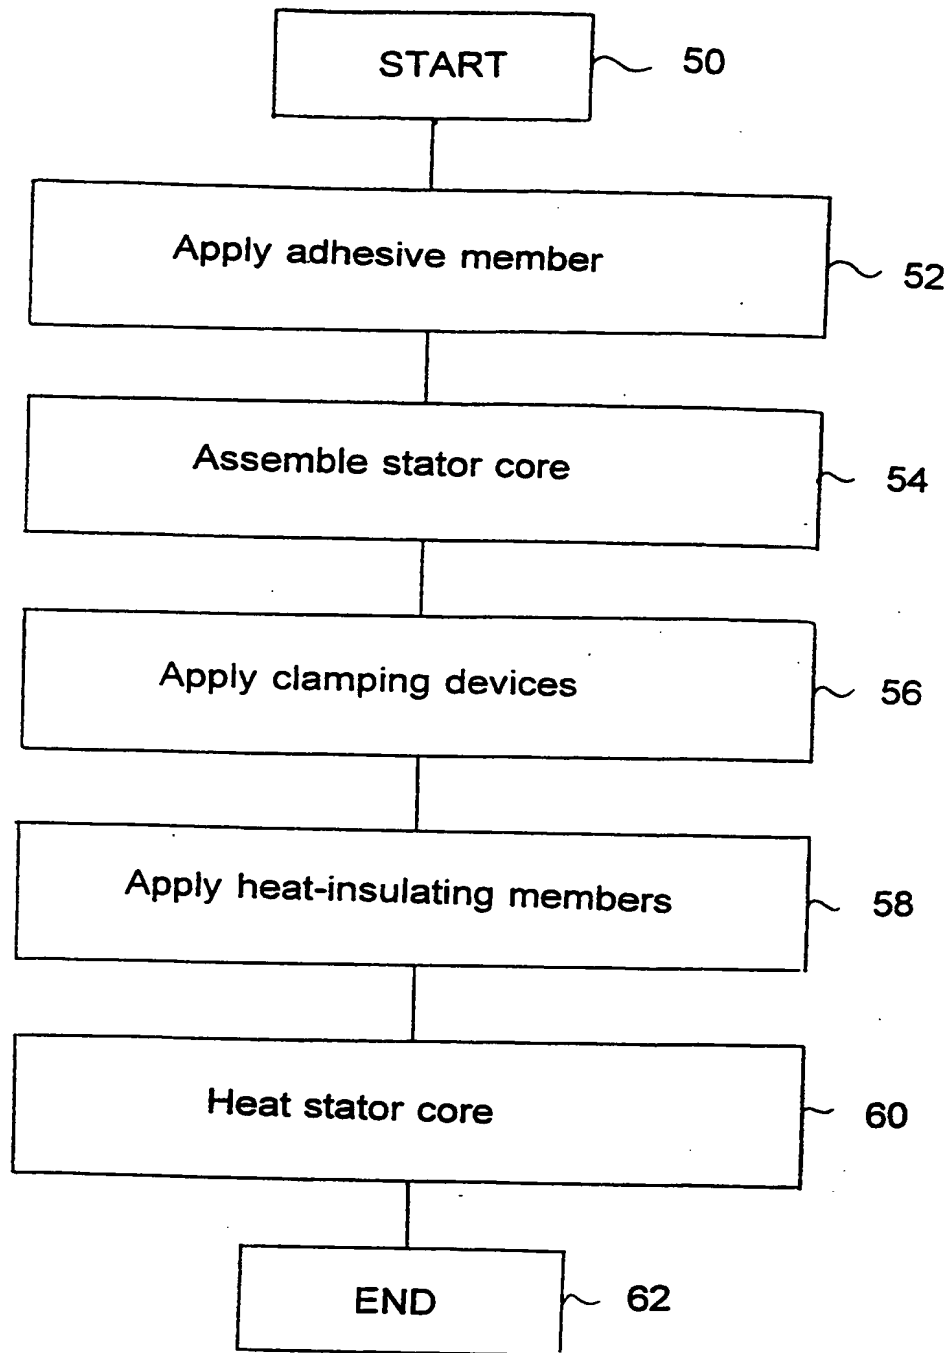 START
50
Apply adhesive member
52
Assemble stator core
54
Apply clamping devices
56
Apply heat-insulating members
58
Heat stator core
60
END
62